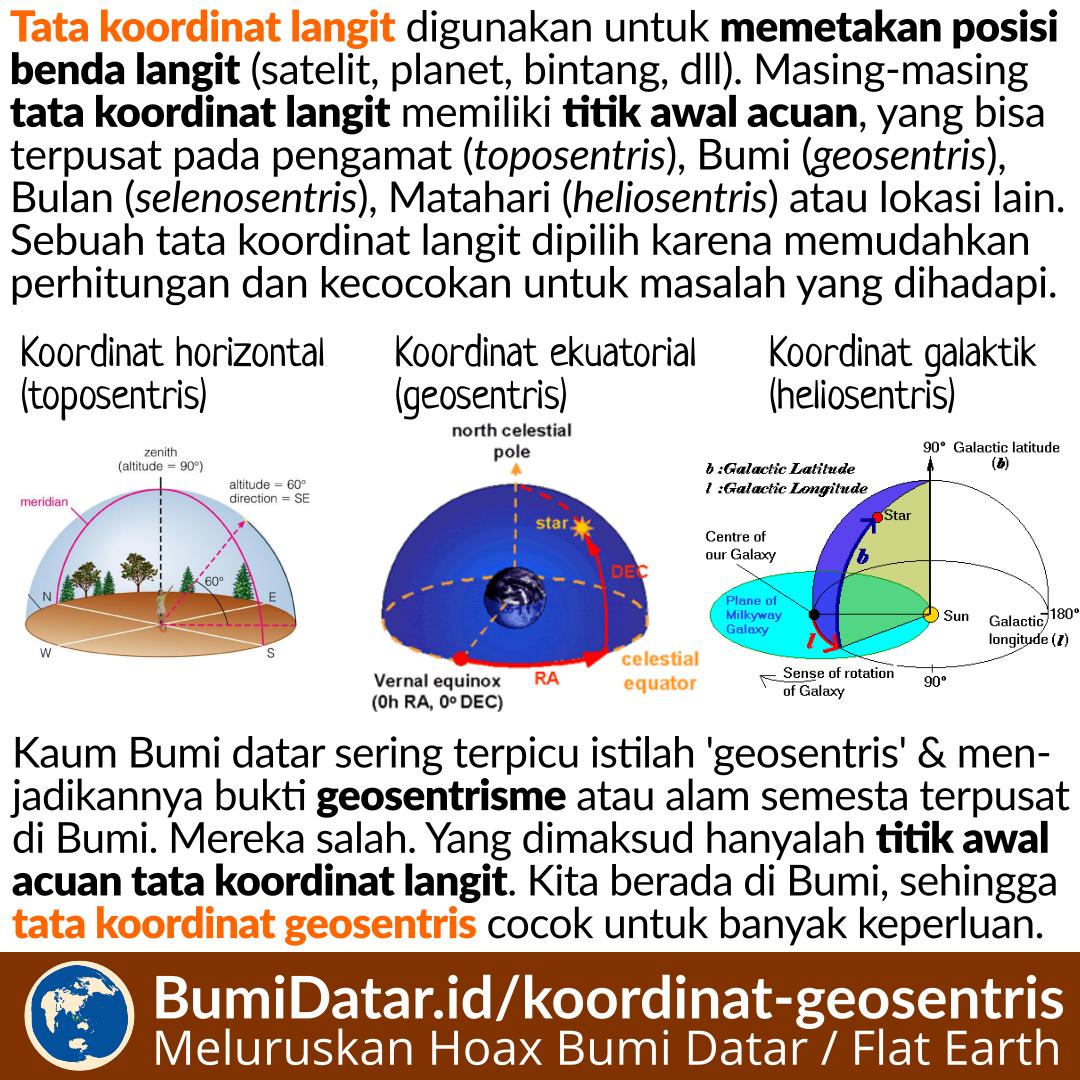 Tata koordinat langit digunakan untuk memetakan posisi
benda langit (satelit, planet, bintang, dll). Masing-masing
tata koordinat langit memiliki titik awal acuan, yang bisa
terpusat pada pengamat (toposentris), Bumi (geosentris),
Bulan (selenosentris), Matahari (heliosentris) atau lokasi lain.
Sebuah tata koordinat langit dipilih karena memudahkan
perhitungan dan kecocokan untuk masalah yang dihadapi.
Koordinat horizontal
(toposentris)
zenith
(altitude = 90°)
altitude = 60°
direction = SE
meridian
60°
N
E
W
S
Koordinat ekuatorial
(geosentris)
north celestial
pole
star
DEC
celestial
equator
RA
Vernal equinox
(0h RA, 0º DEC)
Koordinat galaktik
(heliosentris)
90° Galactic latitude
(b)
b :Galactic Latitude
l :Galactic Longitude
Star
Centre of
our Galaxy
b
Plane of
Milkyway
Galaxy
Sun
180°
Galactic
longitude (l)
l
Sense of rotation
of Galaxy
90°
Kaum Bumi datar sering terpicu istilah 'geosentris' & men-
jadikannya bukti geosentrisme atau alam semesta terpusat
di Bumi. Mereka salah. Yang dimaksud hanyalah titik awal
acuan tata koordinat langit. Kita berada di Bumi, sehingga
tata koordinat geosentris cocok untuk banyak keperluan.
BumiDatar.id/koordinat-geosentris
Meluruskan Hoax Bumi Datar / Flat Earth